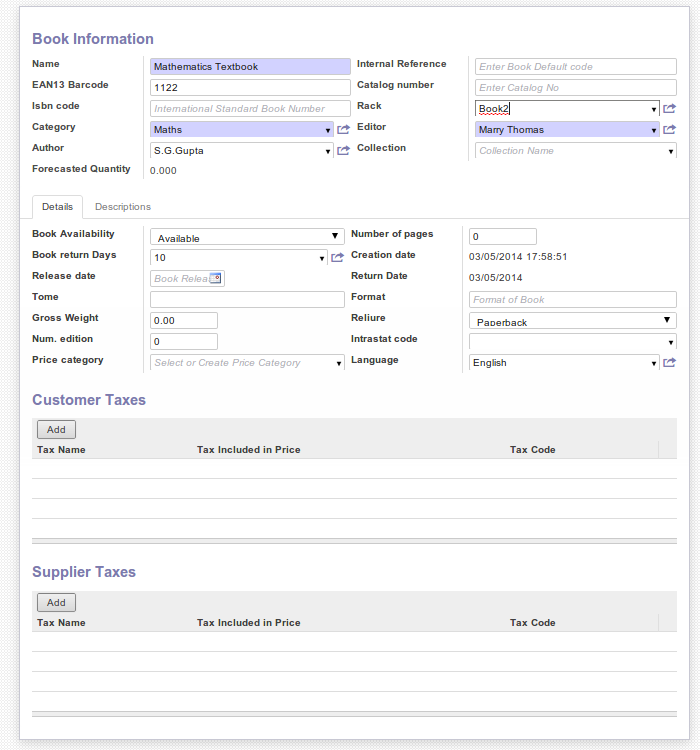 Book Information
Name Mathematics Textbook Internal Reference Enter Book Default code
EAN13 Barcode 1122 Catalog number Enter Catalog No
Isbn code International Standard Book Number Rack Book2
Category Maths Editor Marry Thomas
Author S.G.Gupta Collection Collection Name
Forecasted Quantity 0.000
Details Descriptions
Book Availability Available Number of pages 0
Book return Days 10 Creation date 03/05/2014 17:58:51
Release date Book Relea Return Date 03/05/2014
Tome Format Format of Book
Gross Weight 0.00 Reliure Paperback
Num. edition 0 Intrastat code
Price category Select or Create Price Category Language English
Customer Taxes
Add
Tax Name Tax Included in Price Tax Code
Supplier Taxes
Add
Tax Name Tax Included in Price Tax Code